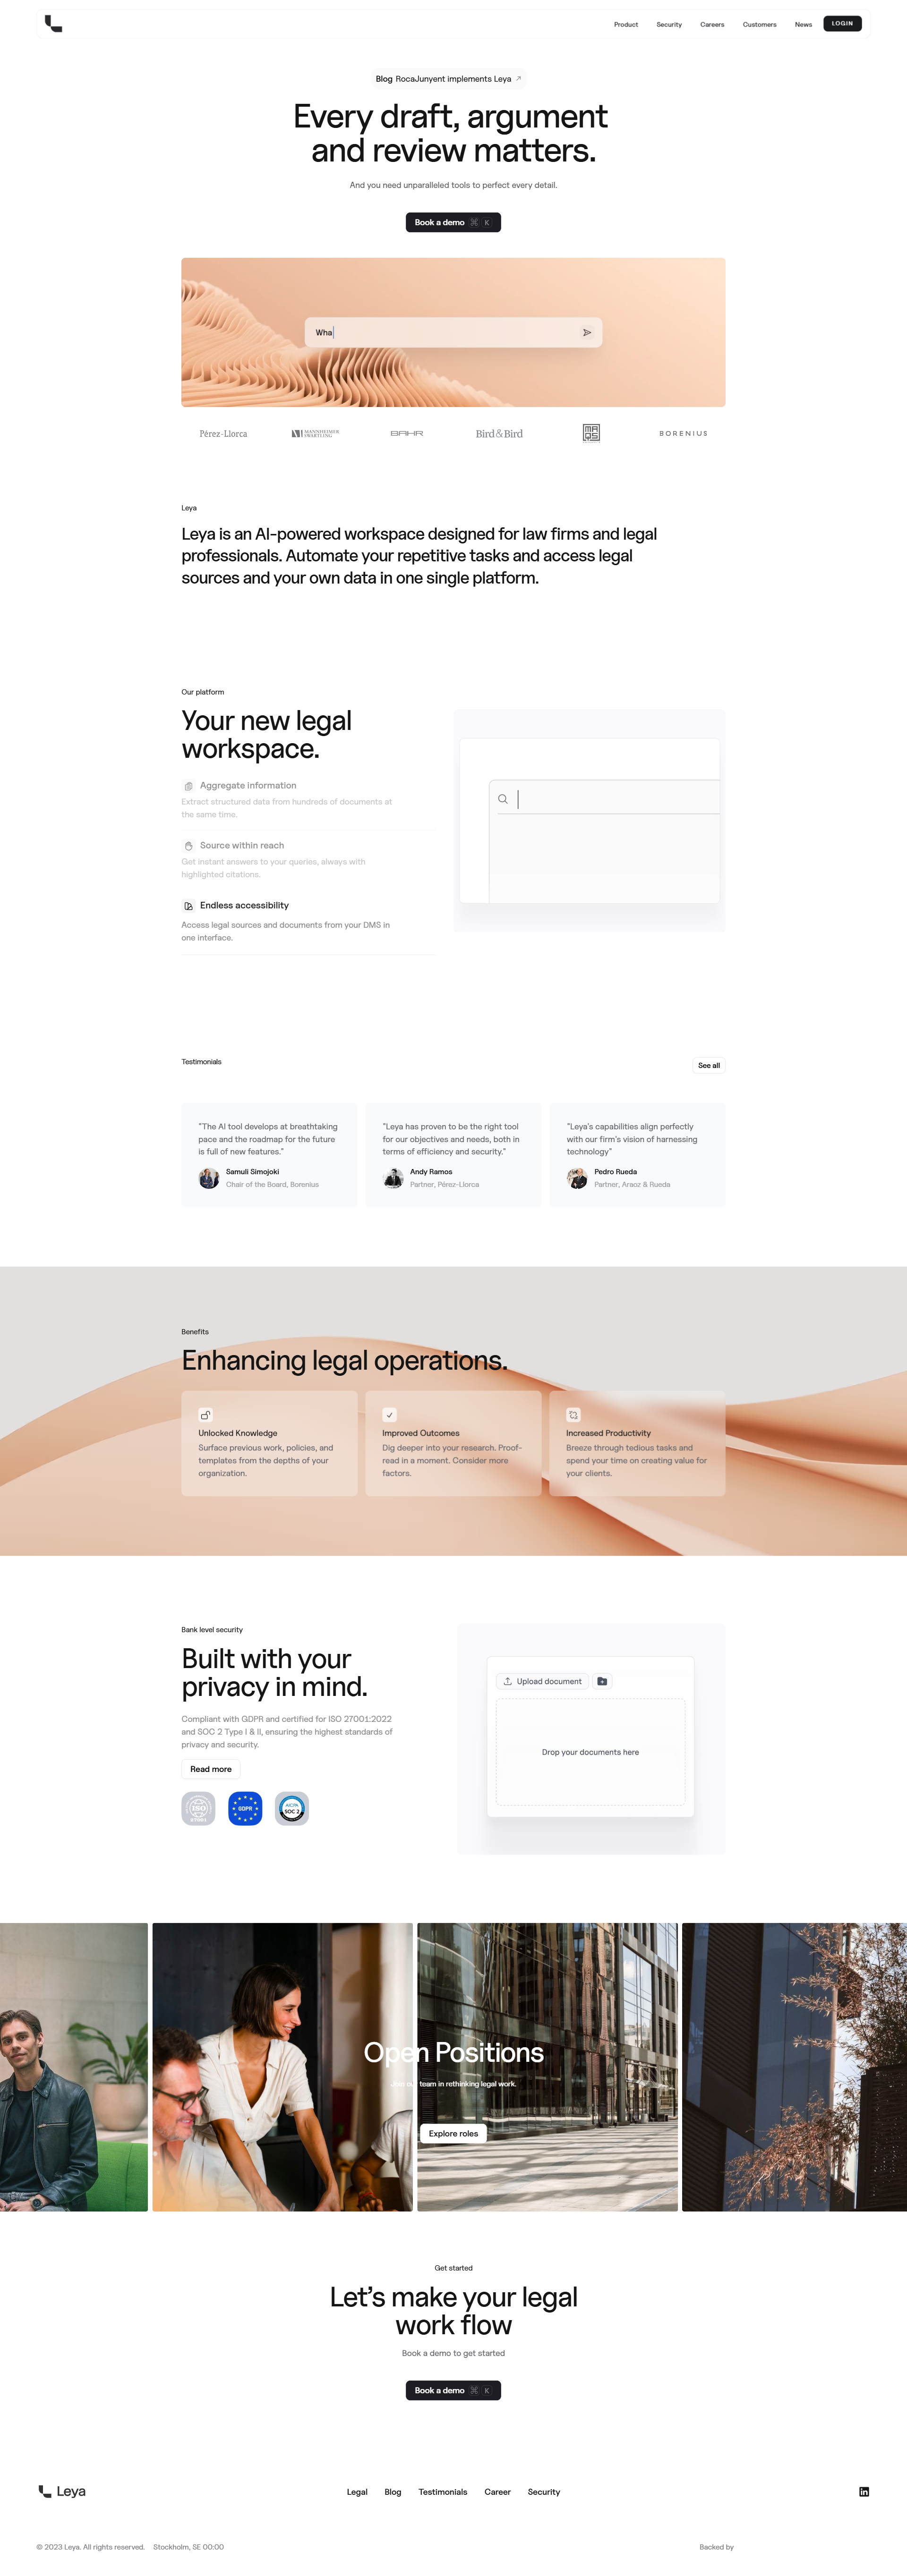 Product Security Careers Customers News LOGIN
Blog RocaJunyent implements Leya
Every draft, argument
and review matters.
And you need unparalleled tools to perfect every detail.
Book a demo ⌘ K
Wha
Pérez-Llorca
MANNHEIMER
SWARTLING
BAHR
Bird & Bird
MAQS
BORENIUS
Leya
Leya is an AI-powered workspace designed for law firms and legal
professionals. Automate your repetitive tasks and access legal
sources and your own data in one single platform.
Our platform
Your new legal
workspace.
Aggregate information
Extract structured data from hundreds of documents at
the same time.
Source within reach
Get instant answers to your queries, always with
highlighted citations.
Endless accessibility
Access legal sources and documents from your DMS in
one interface.
Testimonials
See all
"The AI tool develops at breathtaking
pace and the roadmap for the future
is full of new features."
Samuli Simojoki
Chair of the Board, Borenius
"Leya has proven to be the right tool
for our objectives and needs, both in
terms of efficiency and security."
Andy Ramos
Partner, Pérez-Llorca
"Leya's capabilities align perfectly
with our firm's vision of harnessing
technology"
Pedro Rueda
Partner, Araoz & Rueda
Benefits
Enhancing legal operations.
Unlocked Knowledge
Surface previous work, policies, and
templates from the depths of your
organization.
Improved Outcomes
Dig deeper into your research. Proof-
read in a moment. Consider more
factors.
Increased Productivity
Breeze through tedious tasks and
spend your time on creating value for
your clients.
Bank level security
Built with your
privacy in mind.
Compliant with GDPR and certified for ISO 27001:2022
and SOC 2 Type I & II, ensuring the highest standards of
privacy and security.
Read more
ISO
27001
GDPR
AICPA
SOC 2
Upload document
Drop your documents here
Open Positions
Join our team in rethinking legal work.
Explore roles
Get started
Let’s make your legal
work flow
Book a demo to get started
Book a demo ⌘ K
Leya
Legal Blog Testimonials Career Security
© 2023 Leya. All rights reserved. Stockholm, SE 00:00
Backed by